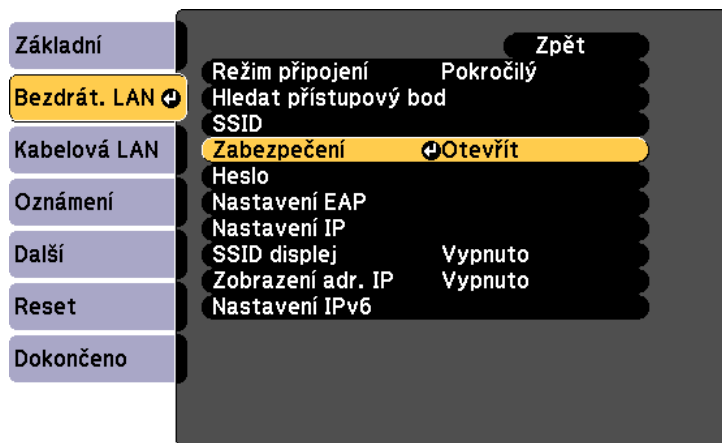 Základní
Bezdrát. LAN
Kabelová LAN
Oznámení
Další
Reset
Dokončeno
Zpět
Režim připojení Pokročilý
Hledat přístupový bod
SSID
Zabezpečení Otevřít
Heslo
Nastavení EAP
Nastavení IP
SSID displej Vypnuto
Zobrazení adr. IP Vypnuto
Nastavení IPv6